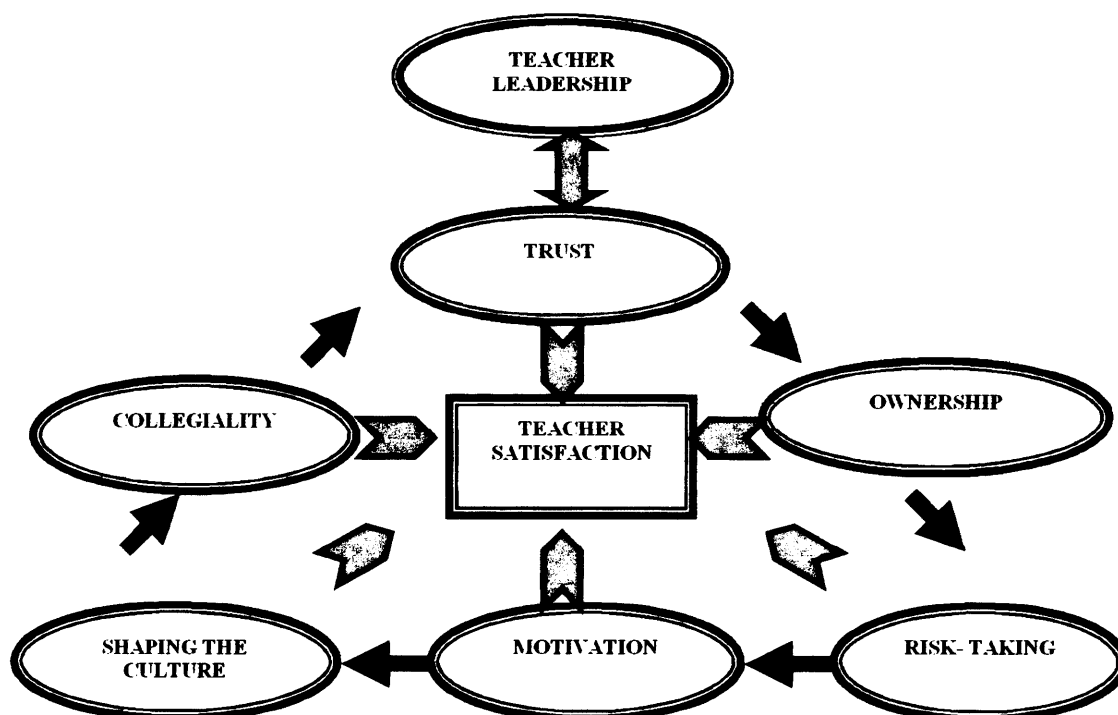 TEACHER
LEADERSHIP
TRUST
COLLEGIALITY
TEACHER
SATISFACTION
OWNERSHIP
SHAPING THE
CULTURE
MOTIVATION
RISK- TAKING